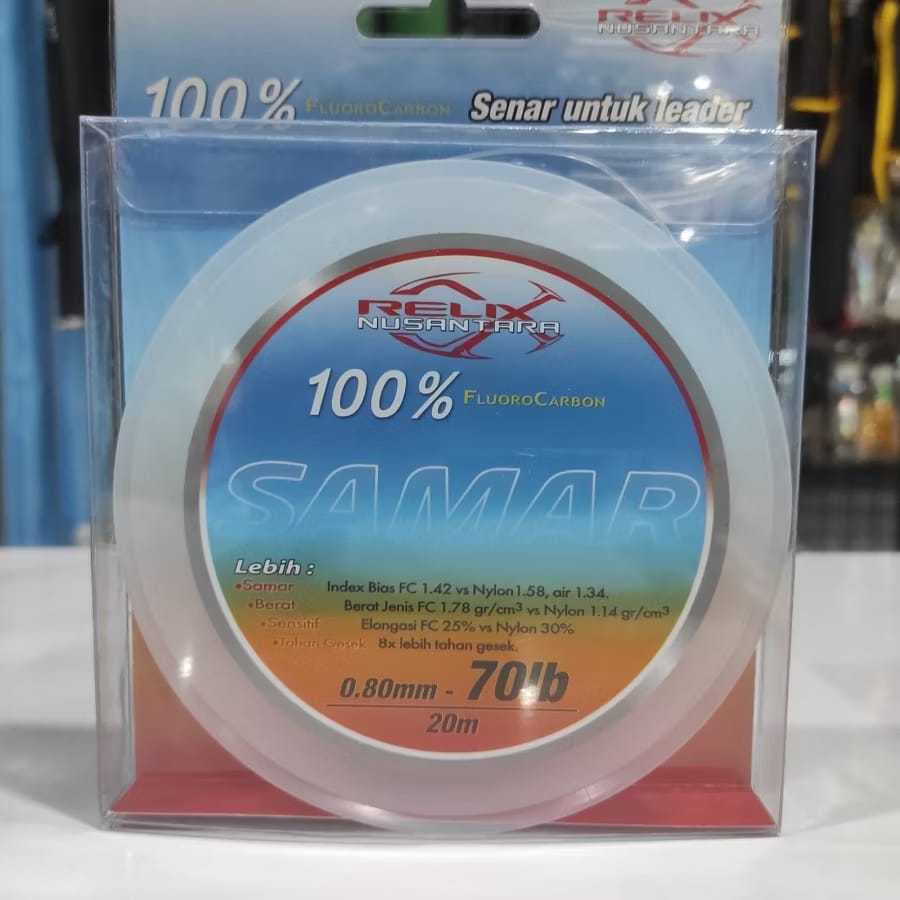 RELIX
NUSANTARA
100% FLUOROCARBON Senar untuk leader
RELIX
NUSANTARA
100% FLUOROCARBON
SAMAR
Lebih :
•Samar Index Bias FC 1.42 vs Nylon 1.58, air 1.34.
•Berat Berat Jenis FC 1.78 gr/cm³ vs Nylon 1.14 gr/cm³
•Sensitif Elongasi FC 25% vs Nylon 30%
•Tahan Gesek 8x lebih tahan gesek.
0.80mm - 70lb
20m